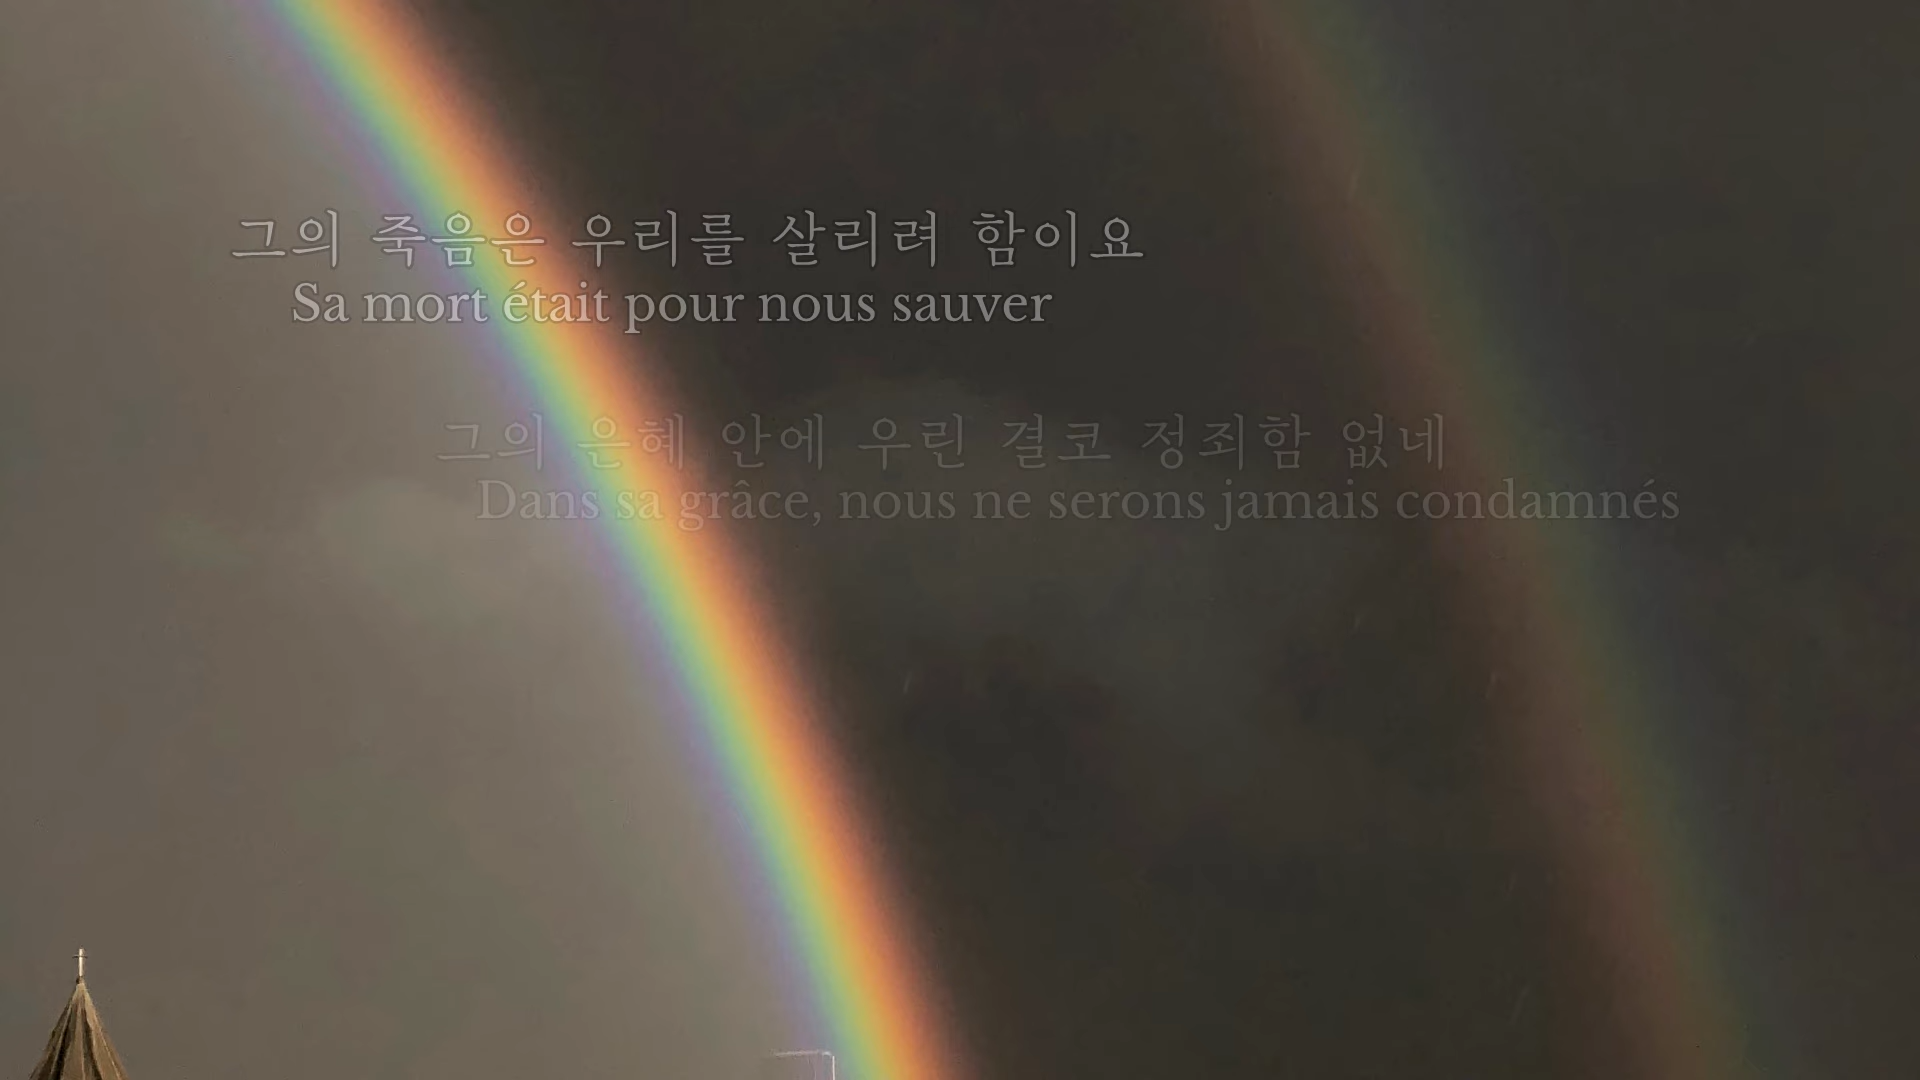 그의 죽음은 우리를 살리려 함이요
Sa mort était pour nous sauver
그의 은혜 안에 우린 결코 정죄함 없네
Dans sa grâce, nous ne serons jamais condamnés